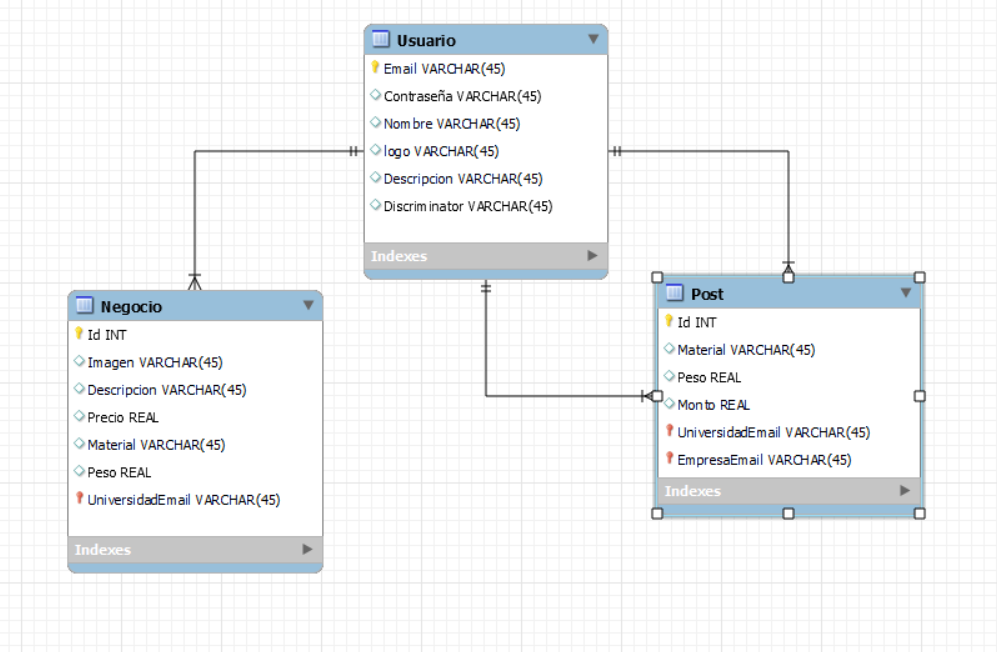 Usuario
Email VARCHAR(45)
Contraseña VARCHAR(45)
Nombre VARCHAR(45)
logo VARCHAR(45)
Descripcion VARCHAR(45)
Discriminator VARCHAR(45)
Indexes
Negocio
Id INT
Imagen VARCHAR(45)
Descripcion VARCHAR(45)
Precio REAL
Material VARCHAR(45)
Peso REAL
UniversidadEmail VARCHAR(45)
Indexes
Post
Id INT
Material VARCHAR(45)
Peso REAL
Monto REAL
UniversidadEmail VARCHAR(45)
EmpresaEmail VARCHAR(45)
Indexes